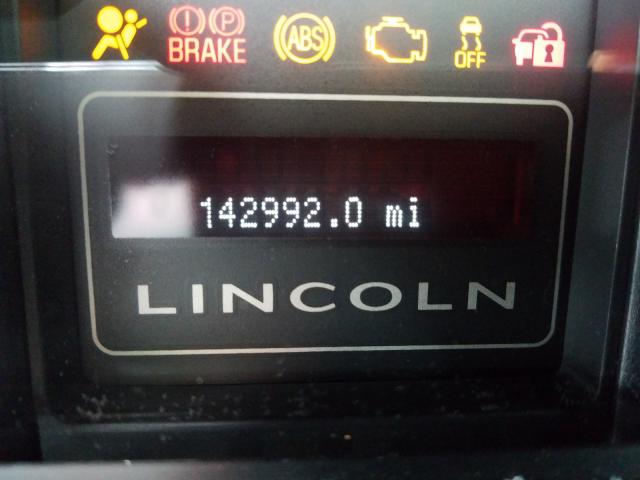 (!) (P)
BRAKE
ABS
OFF
142992.0 mi
LINCOLN